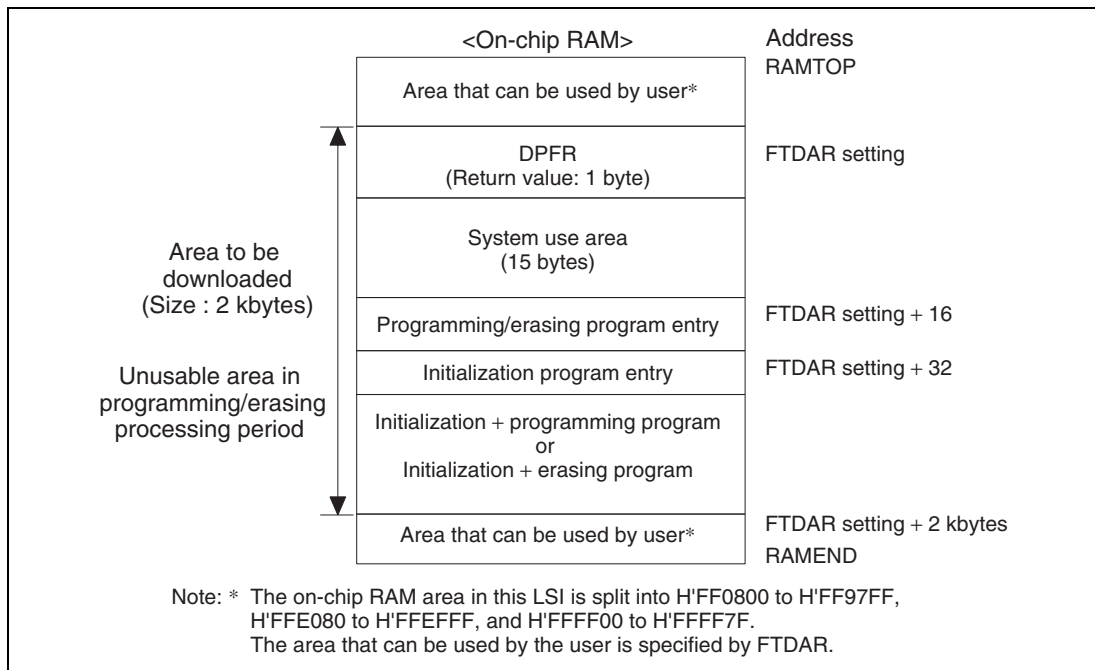 <On-chip RAM>
Address
RAMTOP
Area that can be used by user*
DPFR
(Return value: 1 byte)
FTDAR setting
System use area
(15 bytes)
Area to be
downloaded
(Size : 2 kbytes)
Programming/erasing program entry
FTDAR setting + 16
Initialization program entry
FTDAR setting + 32
Unusable area in
programming/erasing
processing period
Initialization + programming program
or
Initialization + erasing program
Area that can be used by user*
FTDAR setting + 2 kbytes
RAMEND
Note: * The on-chip RAM area in this LSI is split into H'FF0800 to H'FF97FF,
H'FFE080 to H'FFEFFF, and H'FFFF00 to H'FFFF7F.
The area that can be used by the user is specified by FTDAR.